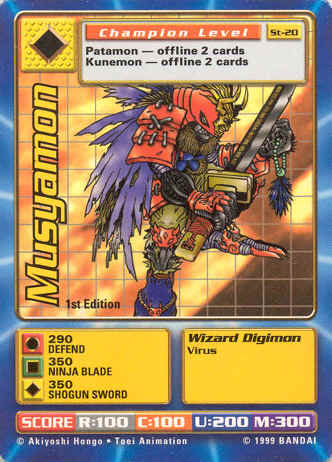 Champion Level
St-20
Patamon — offline 2 cards
Kunemon — offline 2 cards
Musyamon
1st Edition
290
DEFEND
350
NINJA BLADE
350
SHOGUN SWORD
Wizard Digimon
Virus
SCORE R:100 C:100 U:200 M:300
© Akiyoshi Hongo • Toei Animation
© 1999 BANDAI